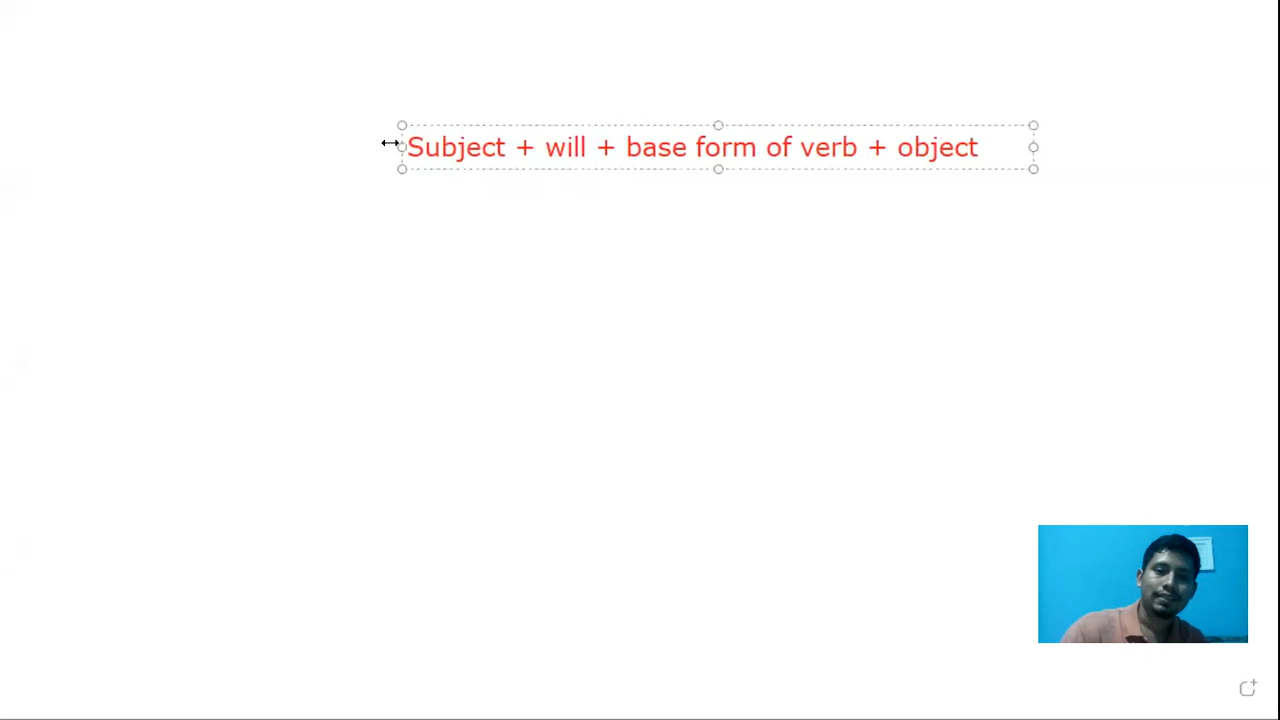 Subject + will + base form of verb + object